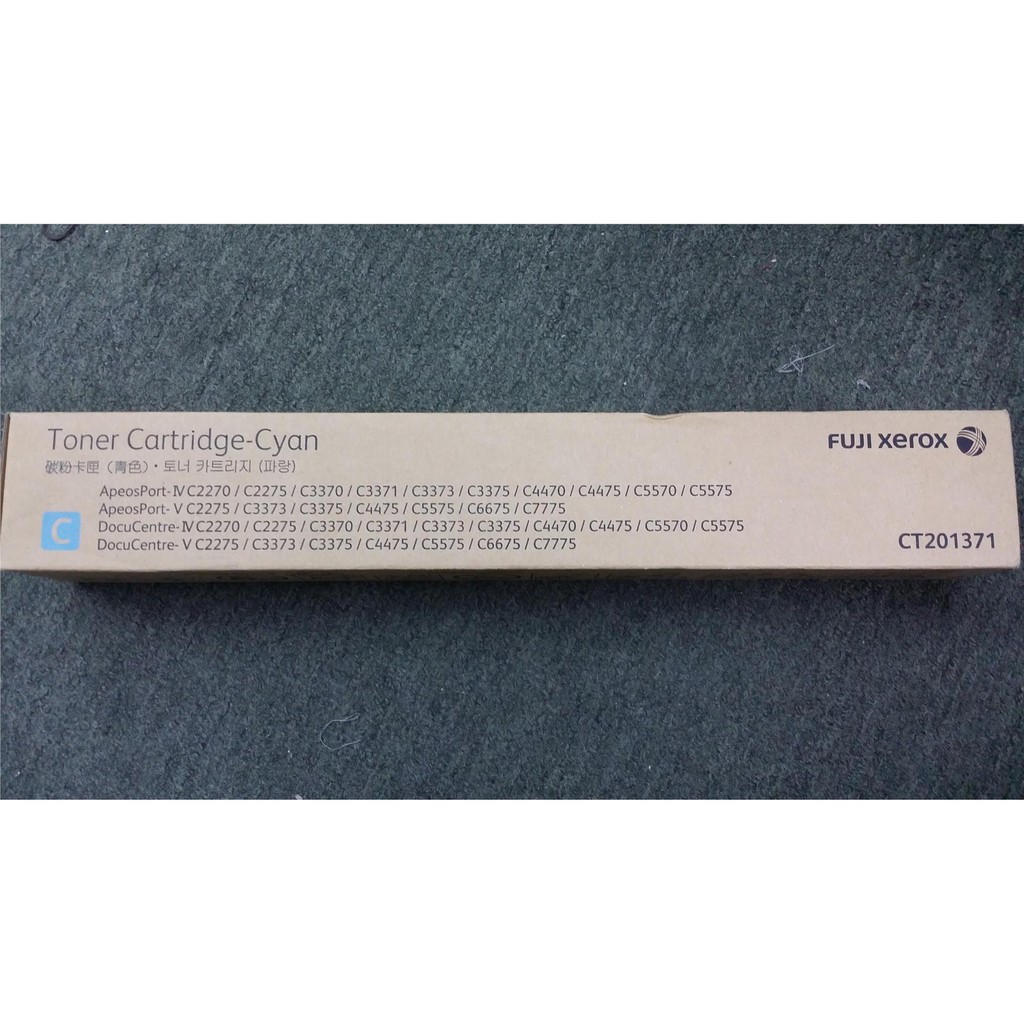 Toner Cartridge-Cyan
碳粉卡匣 (青色)・토너 카트리지 (파랑)
ApeosPort-Ⅳ C2270 / C2275 / C3370 / C3371 / C3373 / C3375 / C4470 / C4475 / C5570 / C5575
ApeosPort- Ⅴ C2275 / C3373 / C3375 / C4475 / C5575 / C6675 / C7775
DocuCentre-Ⅳ C2270 / C2275 / C3370 / C3371 / C3373 / C3375 / C4470 / C4475 / C5570 / C5575
DocuCentre- Ⅴ C2275 / C3373 / C3375 / C4475 / C5575 / C6675 / C7775
C
FUJI xerox
CT201371